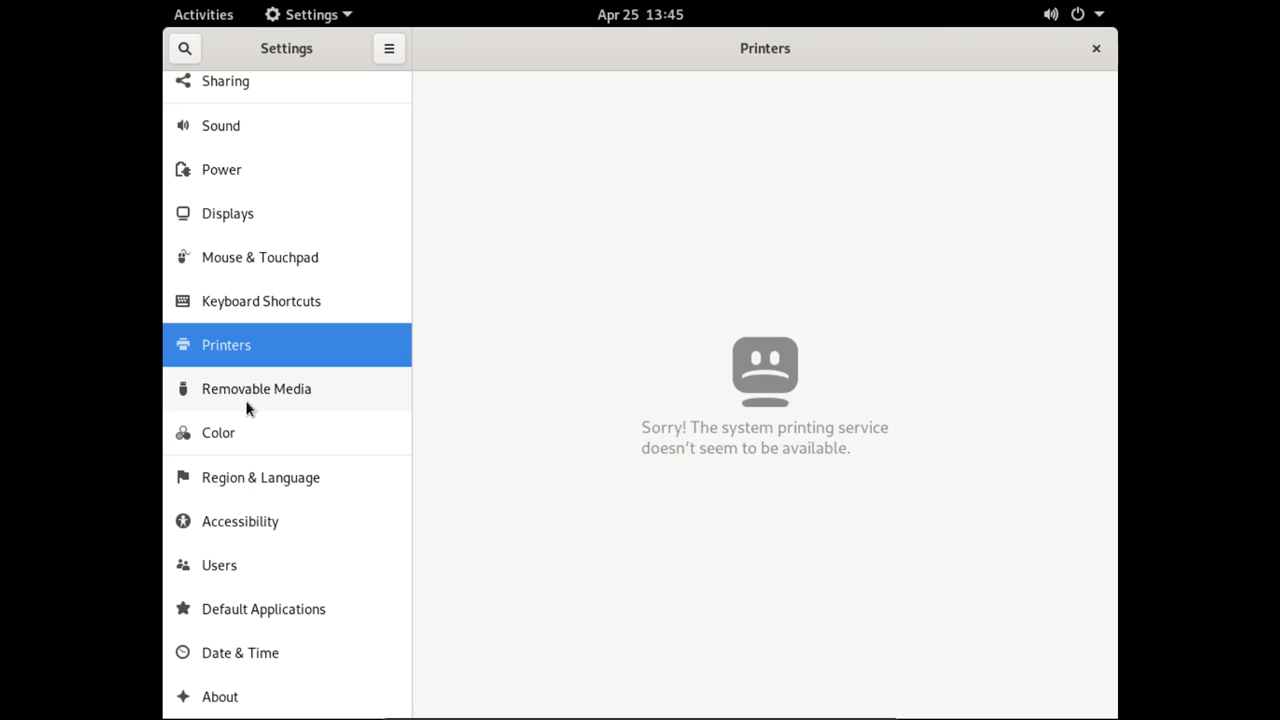 Activities
Settings
Apr 25 13:45
Settings
Printers
Sharing
Sound
Power
Displays
Mouse & Touchpad
Keyboard Shortcuts
Printers
Removable Media
Color
Region & Language
Accessibility
Users
Default Applications
Date & Time
About
Sorry! The system printing service
doesn’t seem to be available.